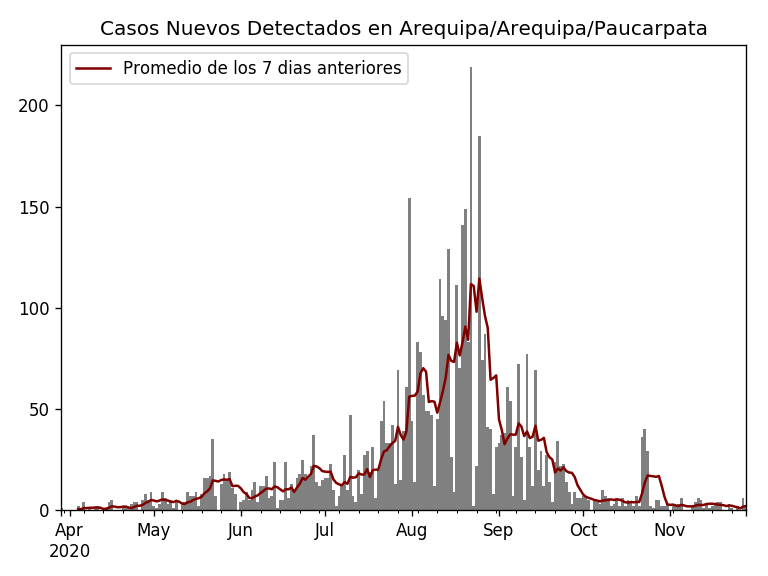 Casos Nuevos Detectados en Arequipa/Arequipa/Paucarpata
Promedio de los 7 dias anteriores
200
150
100
50
0
Apr May Jun Jul Aug Sep Oct Nov
2020